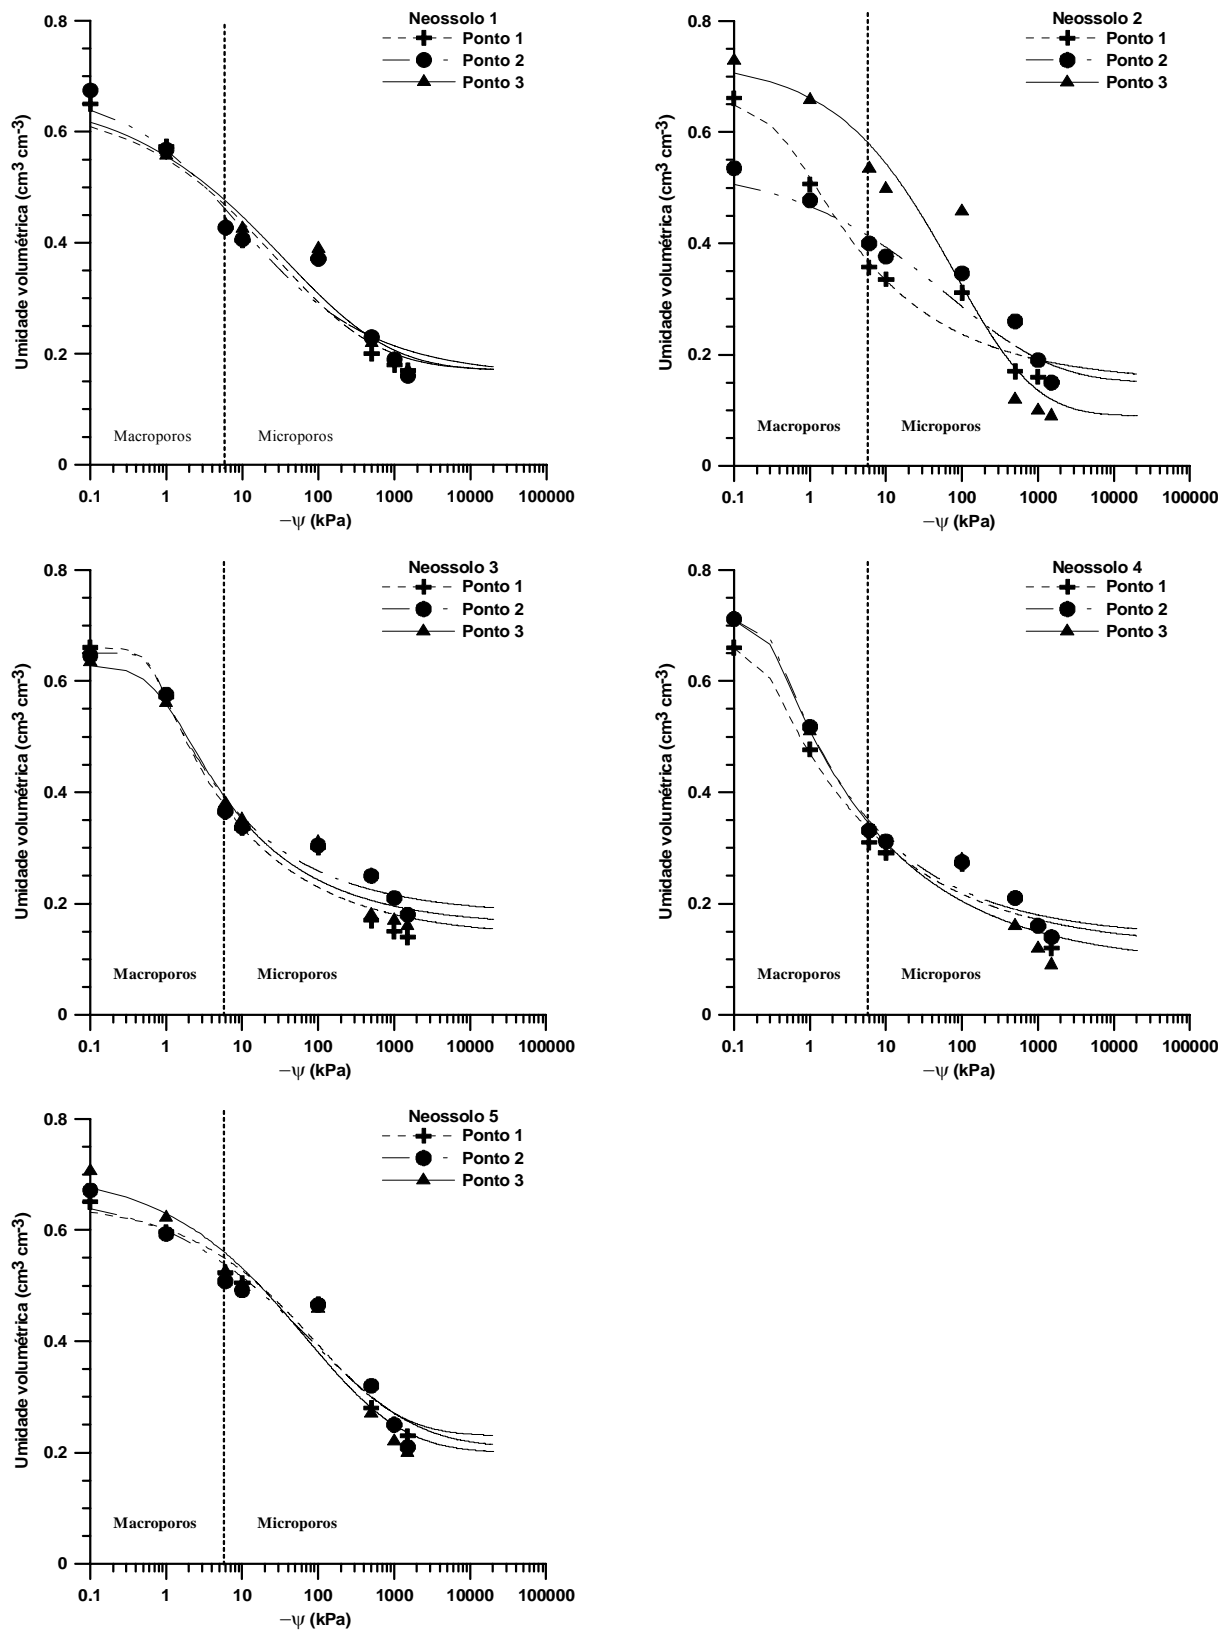 Neossolo 1
Ponto 1
Ponto 2
Ponto 3
Umidade volumétrica (cm³ cm⁻³)
0.8
0.6
0.4
0.2
0
Macroporos
Microporos
0.1 1 10 100 1000 10000 100000
−ψ (kPa)
Neossolo 2
Ponto 1
Ponto 2
Ponto 3
Umidade volumétrica (cm³ cm⁻³)
0.8
0.6
0.4
0.2
0
Macroporos
Microporos
0.1 1 10 100 1000 10000 100000
−ψ (kPa)
Neossolo 3
Ponto 1
Ponto 2
Ponto 3
Umidade volumétrica (cm³ cm⁻³)
0.8
0.6
0.4
0.2
0
Macroporos
Microporos
0.1 1 10 100 1000 10000 100000
−ψ (kPa)
Neossolo 4
Ponto 1
Ponto 2
Ponto 3
Umidade volumétrica (cm³ cm⁻³)
0.8
0.6
0.4
0.2
0
Macroporos
Microporos
0.1 1 10 100 1000 10000 100000
−ψ (kPa)
Neossolo 5
Ponto 1
Ponto 2
Ponto 3
Umidade volumétrica (cm³ cm⁻³)
0.8
0.6
0.4
0.2
0
Macroporos
Microporos
0.1 1 10 100 1000 10000 100000
−ψ (kPa)